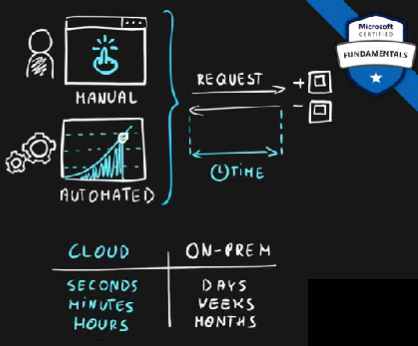 Microsoft
CERTIFIED
FUNDAMENTALS
REQUEST
+
-
MANUAL
TIME
AUTOMATED
CLOUD ON-PREM
SECONDS DAYS
MINUTES WEEKS
HOURS MONTHS